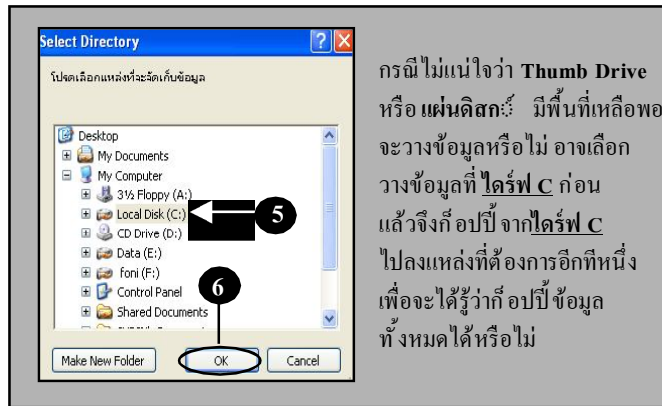 Select Directory
โปรดเลือกแหล่งที่จะจัดเก็บข้อมูล
Desktop
My Documents
My Computer
3½ Floppy (A:)
Local Disk (C:)
CD Drive (D:)
Data (E:)
foni (F:)
Control Panel
Shared Documents
5
6
Make New Folder
OK
Cancel
กรณีไม่แน่ใจว่า Thumb Drive
หรือ แผ่นดิสก์ มีพื้นที่เหลือพอ
จะวางข้อมูลหรือไม่ อาจเลือก
วางข้อมูลที่ ไดร์ฟ C ก่อน
แล้วจึงก็อปปี้ จากไดร์ฟ C
ไปลงแหล่งที่ต้องการอีกทีหนึ่ง
เพื่อจะได้รู้ว่าก็อปปี้ ข้อมูล
ทั้งหมดได้หรือไม่